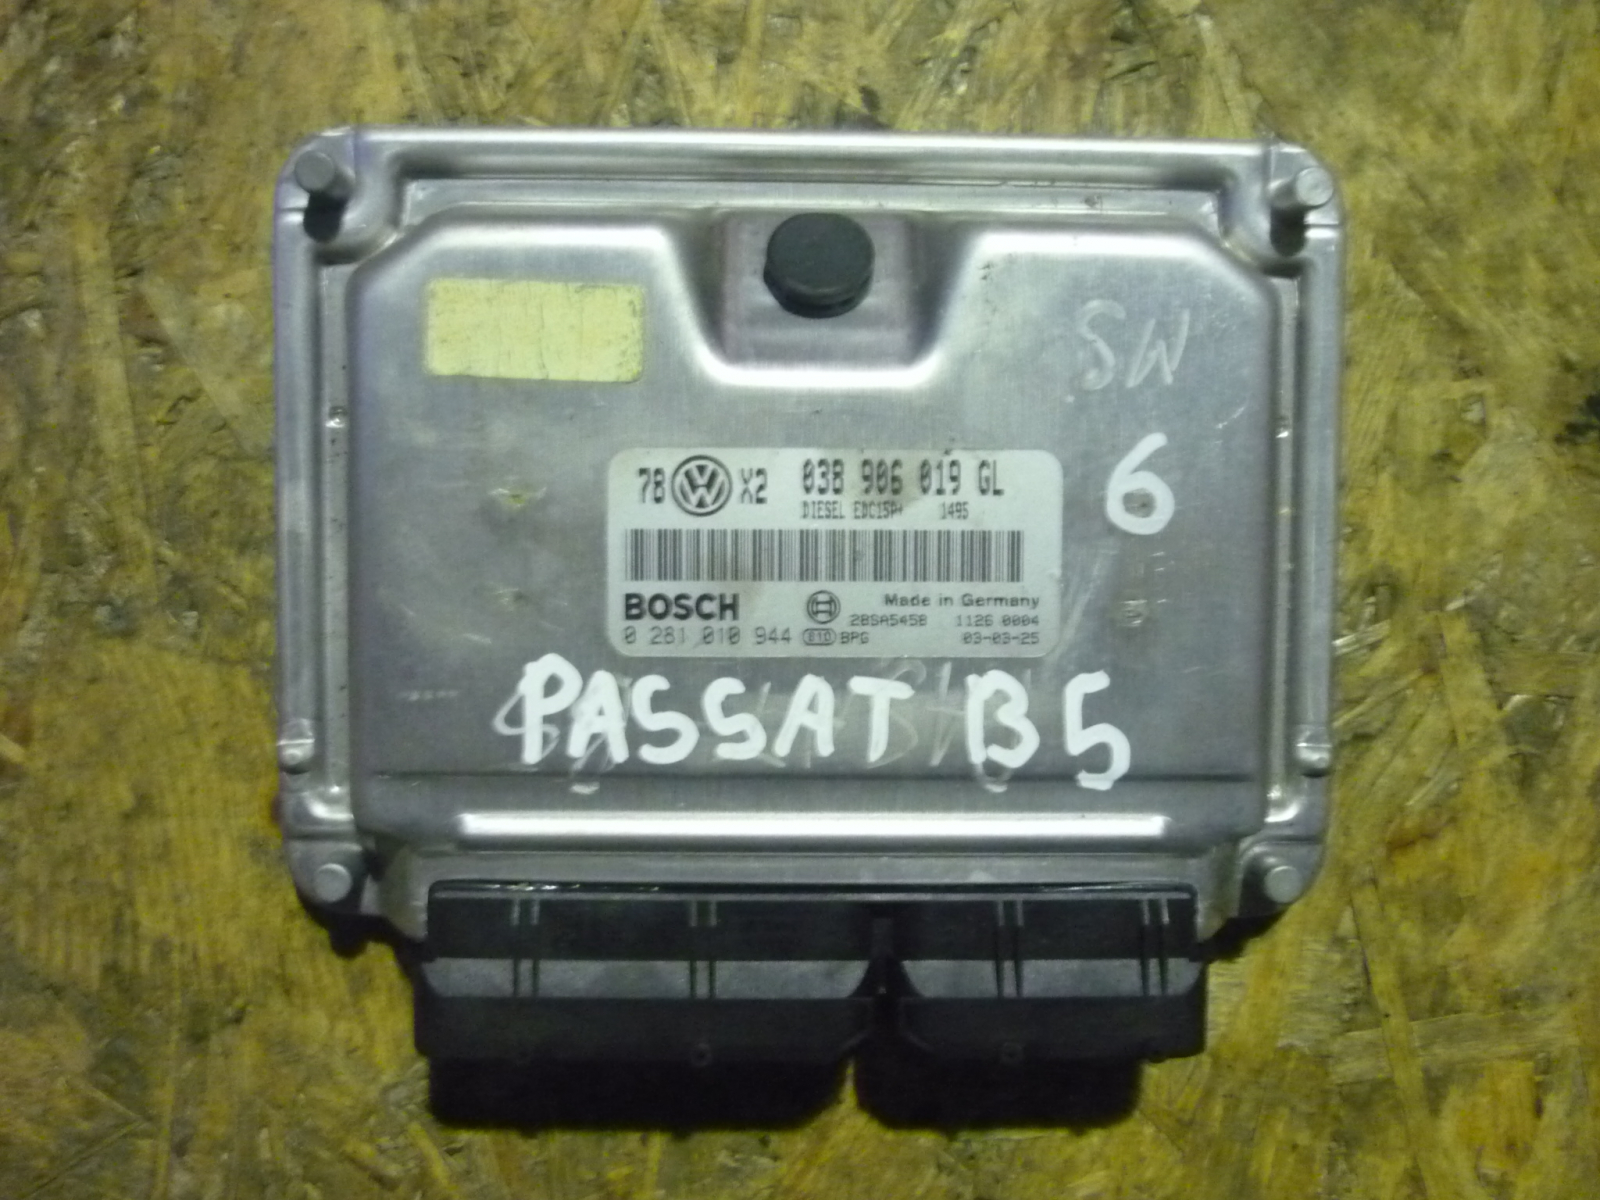 SW
6
78 X2 038 906 019 GL
DIESEL EDC15P+ 1495
BOSCH
Made in Germany
28SA5458 1126 0004
0 281 010 944 010 BPG 03-03-25
PASSAT B5